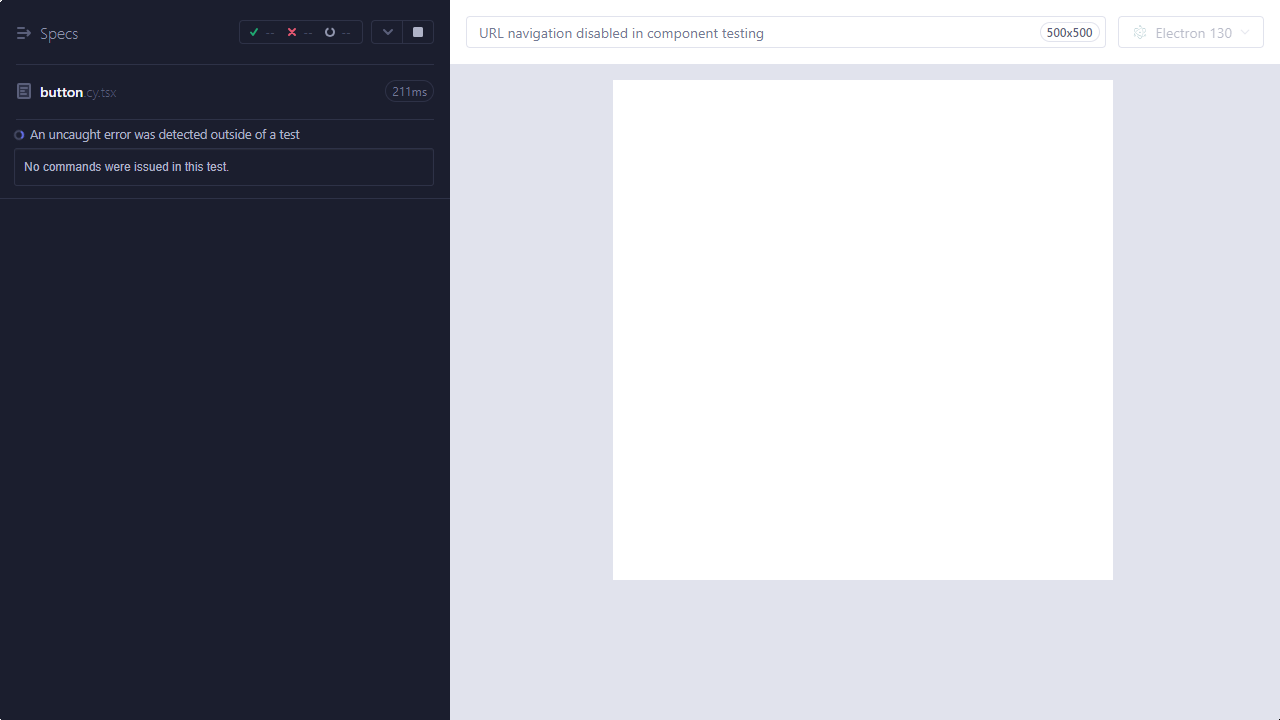 Specs
--
--
--
button.cy.tsx
211ms
An uncaught error was detected outside of a test
No commands were issued in this test.
URL navigation disabled in component testing
500x500
Electron 130